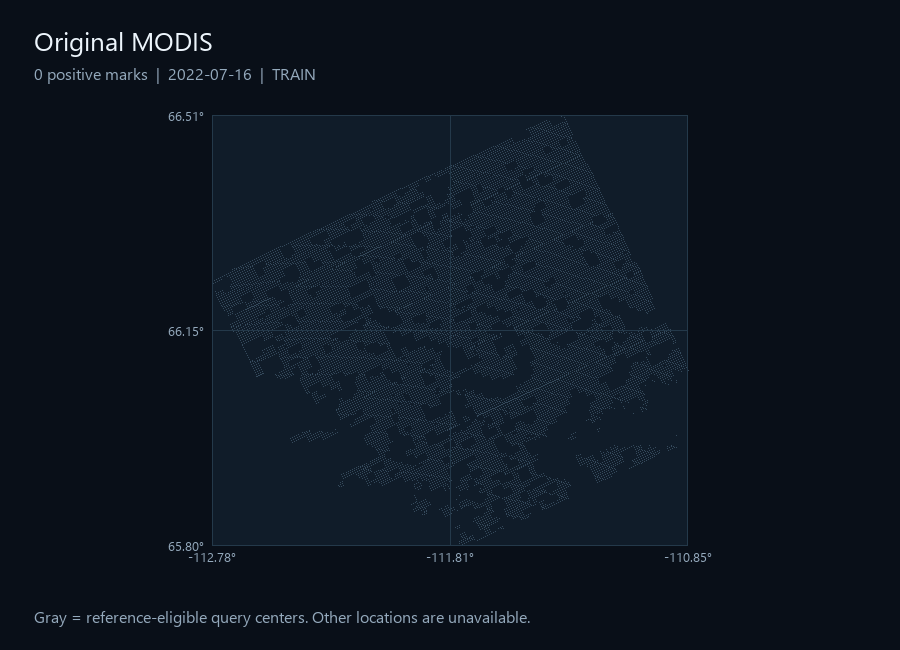 Original MODIS
0 positive marks | 2022-07-16 | TRAIN
66.51°
66.15°
65.80°
-112.78°
-111.81°
-110.85°
Gray = reference-eligible query centers. Other locations are unavailable.